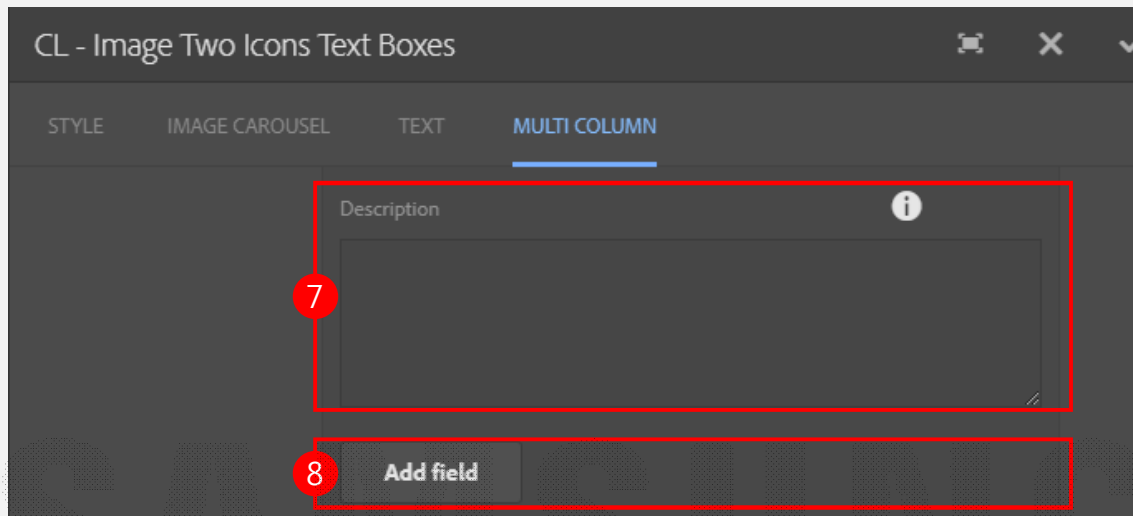 CL - Image Two Icons Text Boxes
STYLE IMAGE CAROUSEL TEXT MULTI COLUMN
Description
7
8 Add field